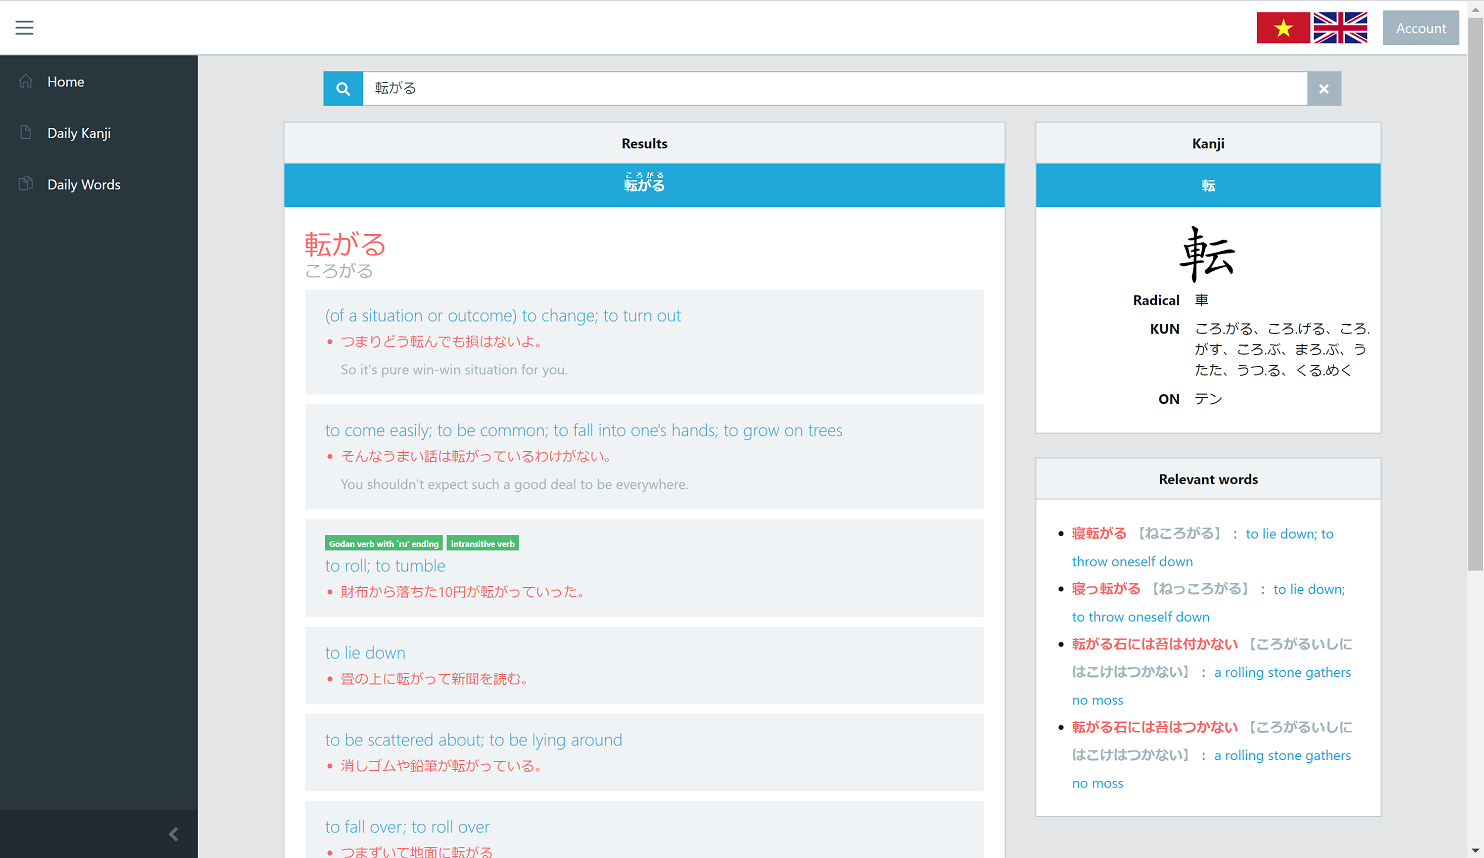 Account
Home
Daily Kanji
Daily Words
転がる
Results
ころがる
転がる
転がる
ころがる
(of a situation or outcome) to change; to turn out
つまりどう転んでも損はないよ。
So it's pure win-win situation for you.
to come easily; to be common; to fall into one's hands; to grow on trees
そんなうまい話は転がっているわけがない。
You shouldn't expect such a good deal to be everywhere.
Godan verb with `ru' ending intransitive verb
to roll; to tumble
財布から落ちた10円が転がっていった。
to lie down
畳の上に転がって新聞を読む。
to be scattered about; to be lying around
消しゴムや鉛筆が転がっている。
to fall over; to roll over
つまずいて地面に転がる
Kanji
転
転
Radical 車
KUN ころ.がる、ころ.げる、ころ.
がす、ころ.ぶ、まろ.ぶ、う
たた、うつ.る、くる.めく
ON テン
Relevant words
寝転がる 【ねころがる】 : to lie down; to
throw oneself down
寝っ転がる 【ねっころがる】 : to lie down;
to throw oneself down
転がる石には苔は付かない 【ころがるいしに
はこけはつかない】 : a rolling stone gathers
no moss
転がる石には苔はつかない 【ころがるいしに
はこけはつかない】 : a rolling stone gathers
no moss